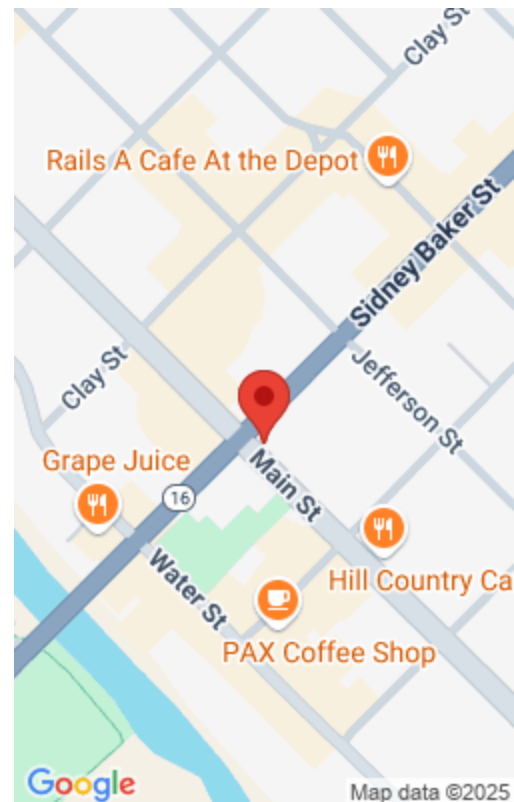 Clay St
Rails A Cafe At the Depot
Sidney Baker St
Jefferson St
Clay St
Grape Juice
Main St
16
Hill Country Ca
Water St
PAX Coffee Shop
Google
Map data ©2025